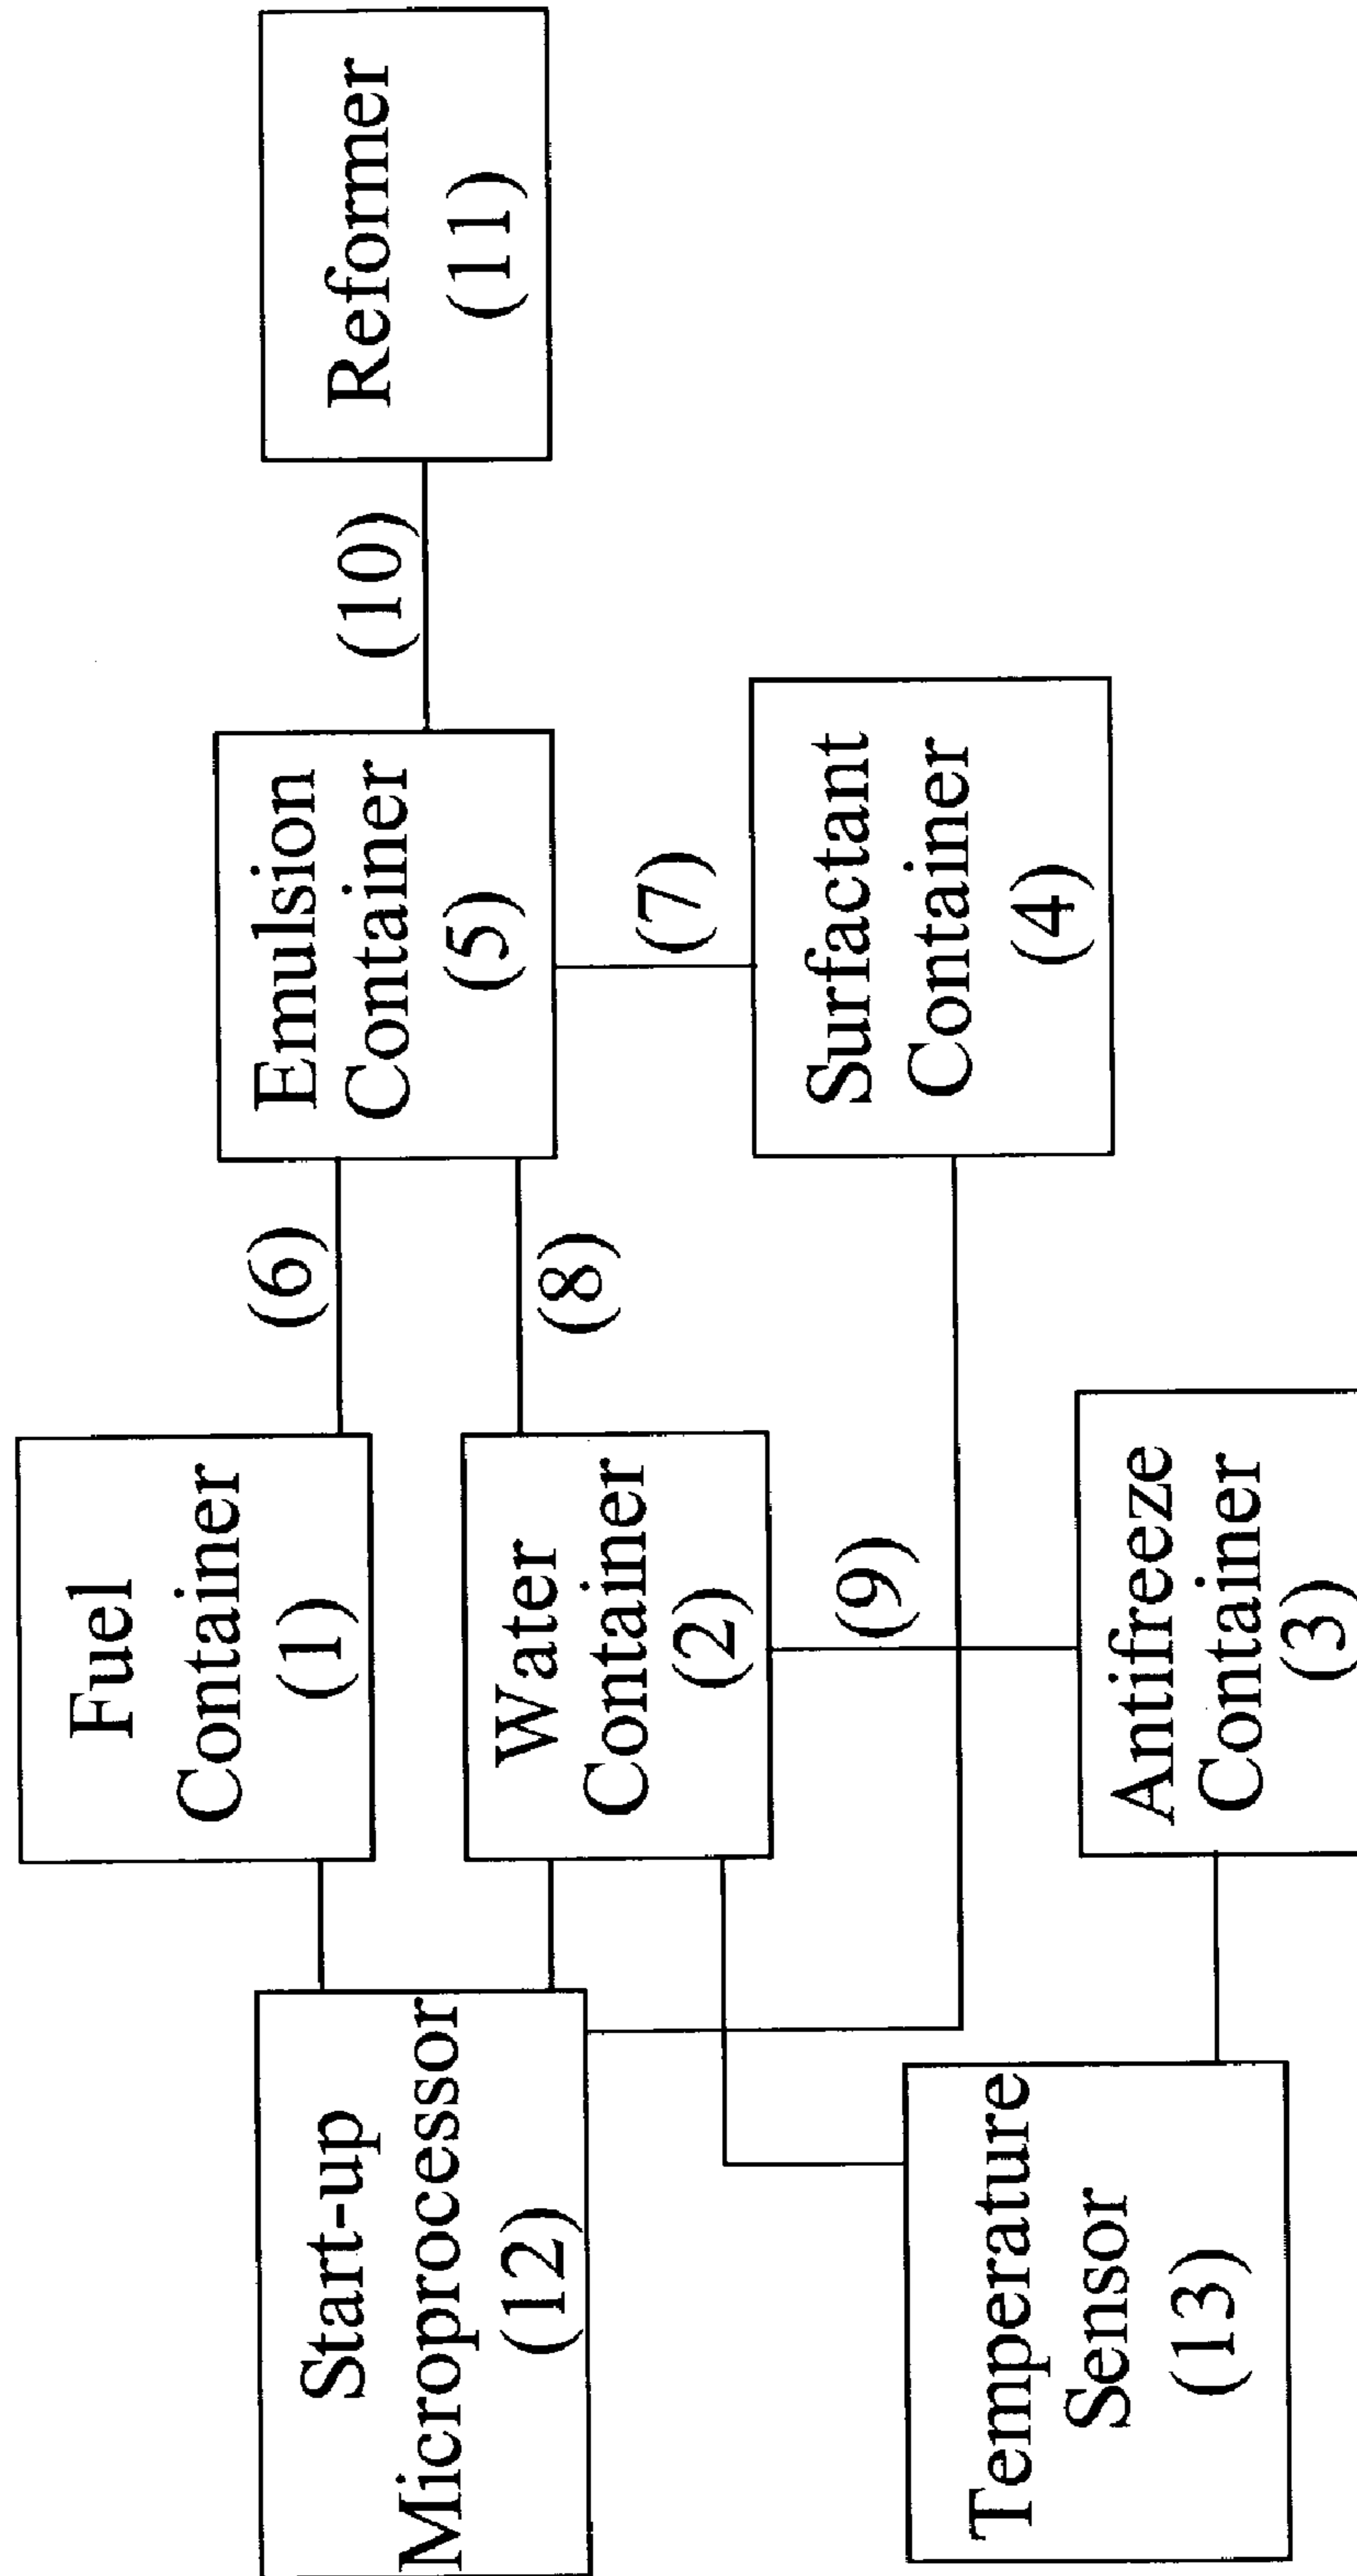 Start-up
Microprocessor
(12)
Fuel
Container
(1)
(6)
Emulsion
Container
(5)
(10)
Reformer
(11)
Water
Container
(2)
(8)
(7)
Temperature
Sensor
(13)
(9)
Surfactant
Container
(4)
Antifreeze
Container
(3)